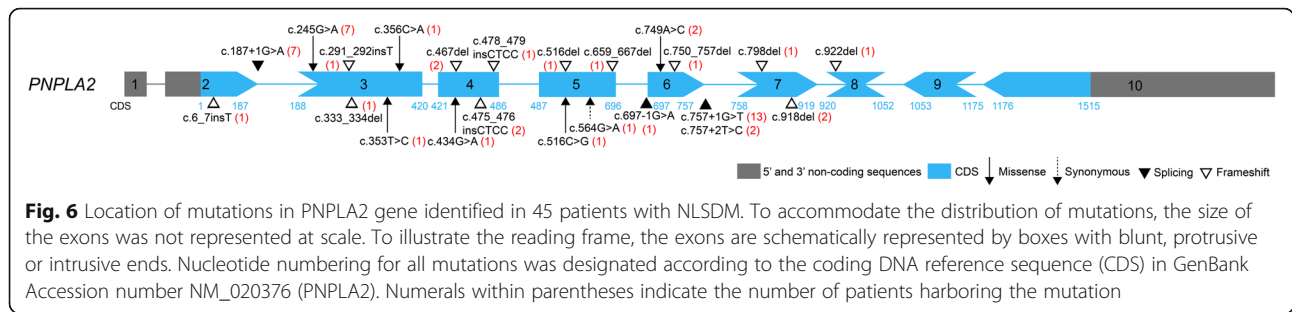 c.245G>A (7) c.356C>A (1) c.478_479 c.749A>C (2)
c.187+1G>A (7) c.291_292insT c.467del insCTCC (1) c.516del c.659_667del c.750_757del c.798del (1) c.922del (1)
(1) (2) (1) (1) (1)
PNPLA2 1 2 3 4 5 6 7 8 9 10
CDS 1 187 188 420 421 486 487 696 697 757 758 919 920 1052 1053 1175 1176 1515
c.6_7insT (1) (1) c.333_334del c.475_476 insCTCC (2) c.697-1G>A (1) c.757+1G>T (13) c.918del (2)
c.353T>C (1) c.434G>A (1) c.516C>G (1) c.564G>A (1) c.757+2T>C (2)
5' and 3' non-coding sequences CDS Missense Synonymous Splicing Frameshift
Fig. 6 Location of mutations in PNPLA2 gene identified in 45 patients with NLSDM. To accommodate the distribution of mutations, the size of
the exons was not represented at scale. To illustrate the reading frame, the exons are schematically represented by boxes with blunt, protrusive
or intrusive ends. Nucleotide numbering for all mutations was designated according to the coding DNA reference sequence (CDS) in GenBank
Accession number NM_020376 (PNPLA2). Numerals within parentheses indicate the number of patients harboring the mutation